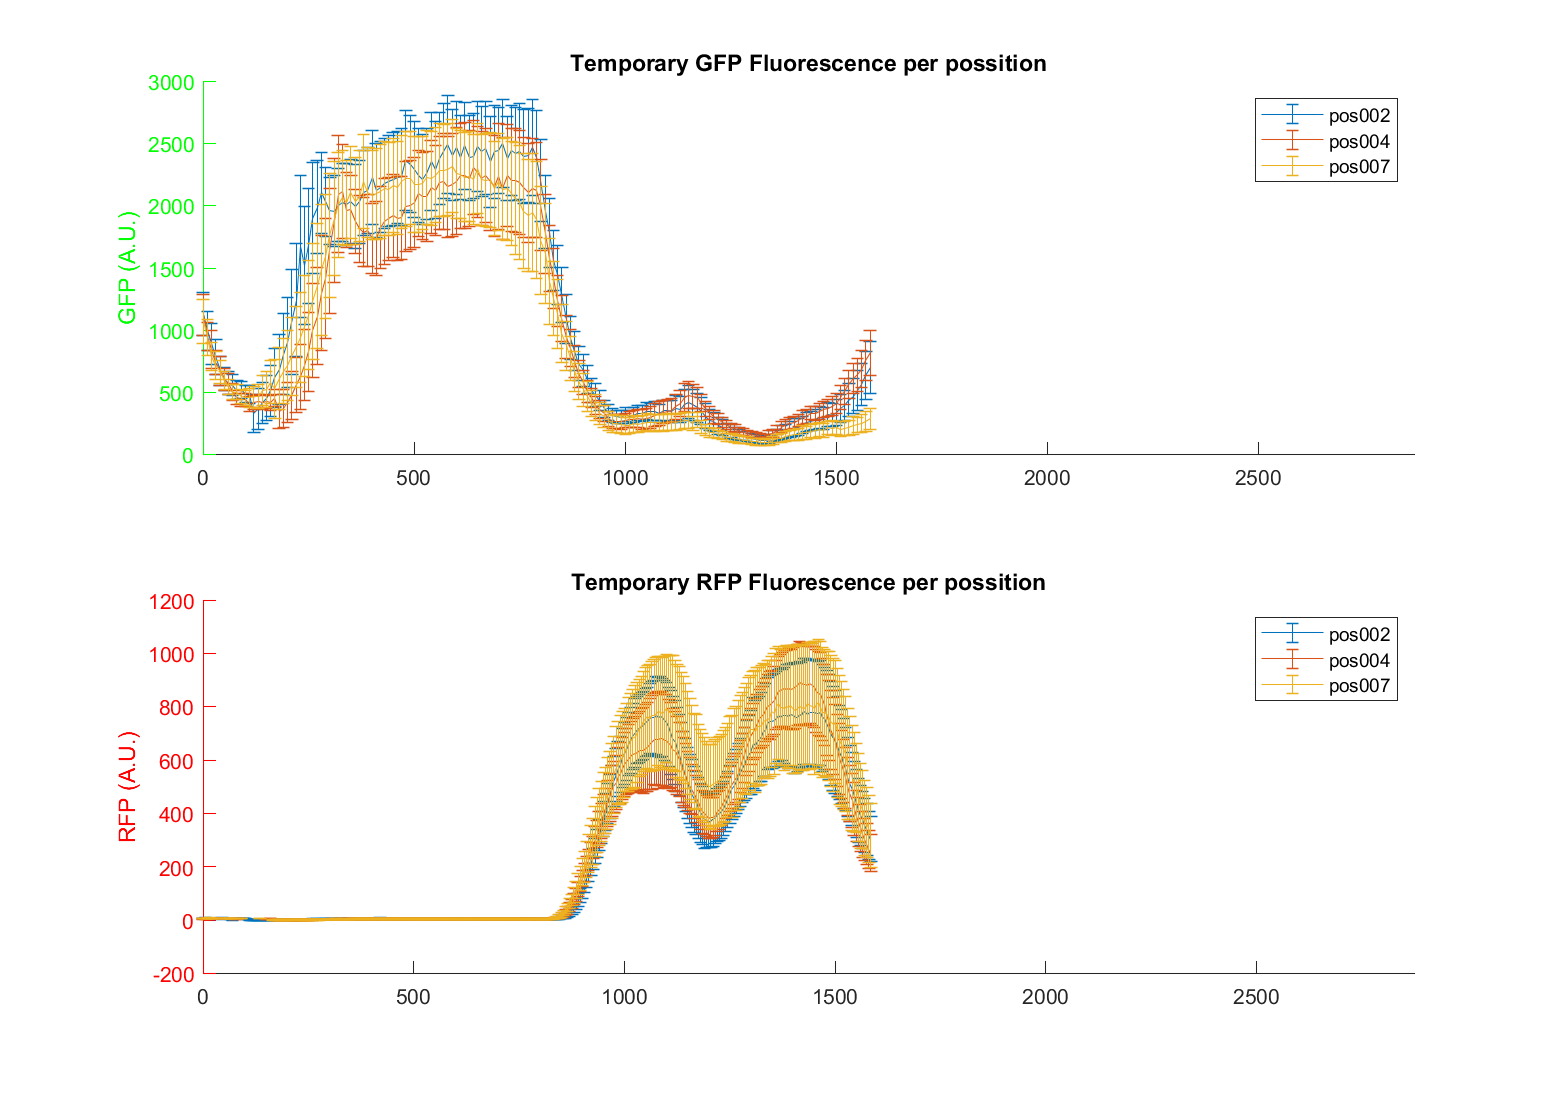 Temporary GFP Fluorescence per possition
GFP (A.U.)
3000
2500
2000
1500
1000
500
0
0 500 1000 1500 2000 2500
pos002
pos004
pos007
Temporary RFP Fluorescence per possition
RFP (A.U.)
1200
1000
800
600
400
200
0
-200
0 500 1000 1500 2000 2500
pos002
pos004
pos007